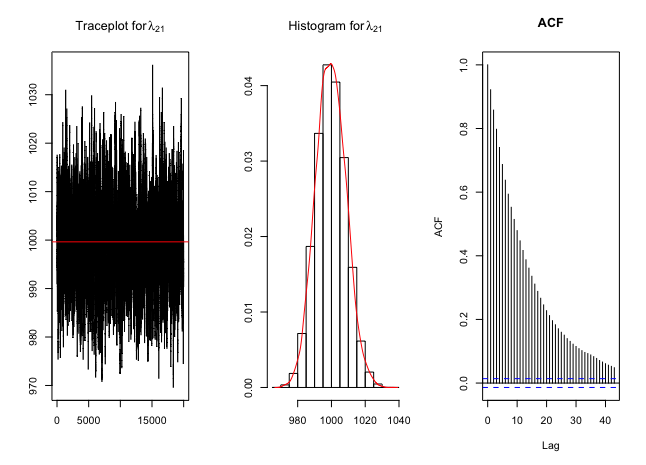 Traceplot for λ21
970 980 990 1000 1010 1020 1030
0 5000 15000
Histogram for λ21
0.00 0.01 0.02 0.03 0.04
980 1000 1020 1040
ACF
ACF
0.0 0.2 0.4 0.6 0.8 1.0
0 10 20 30 40
Lag